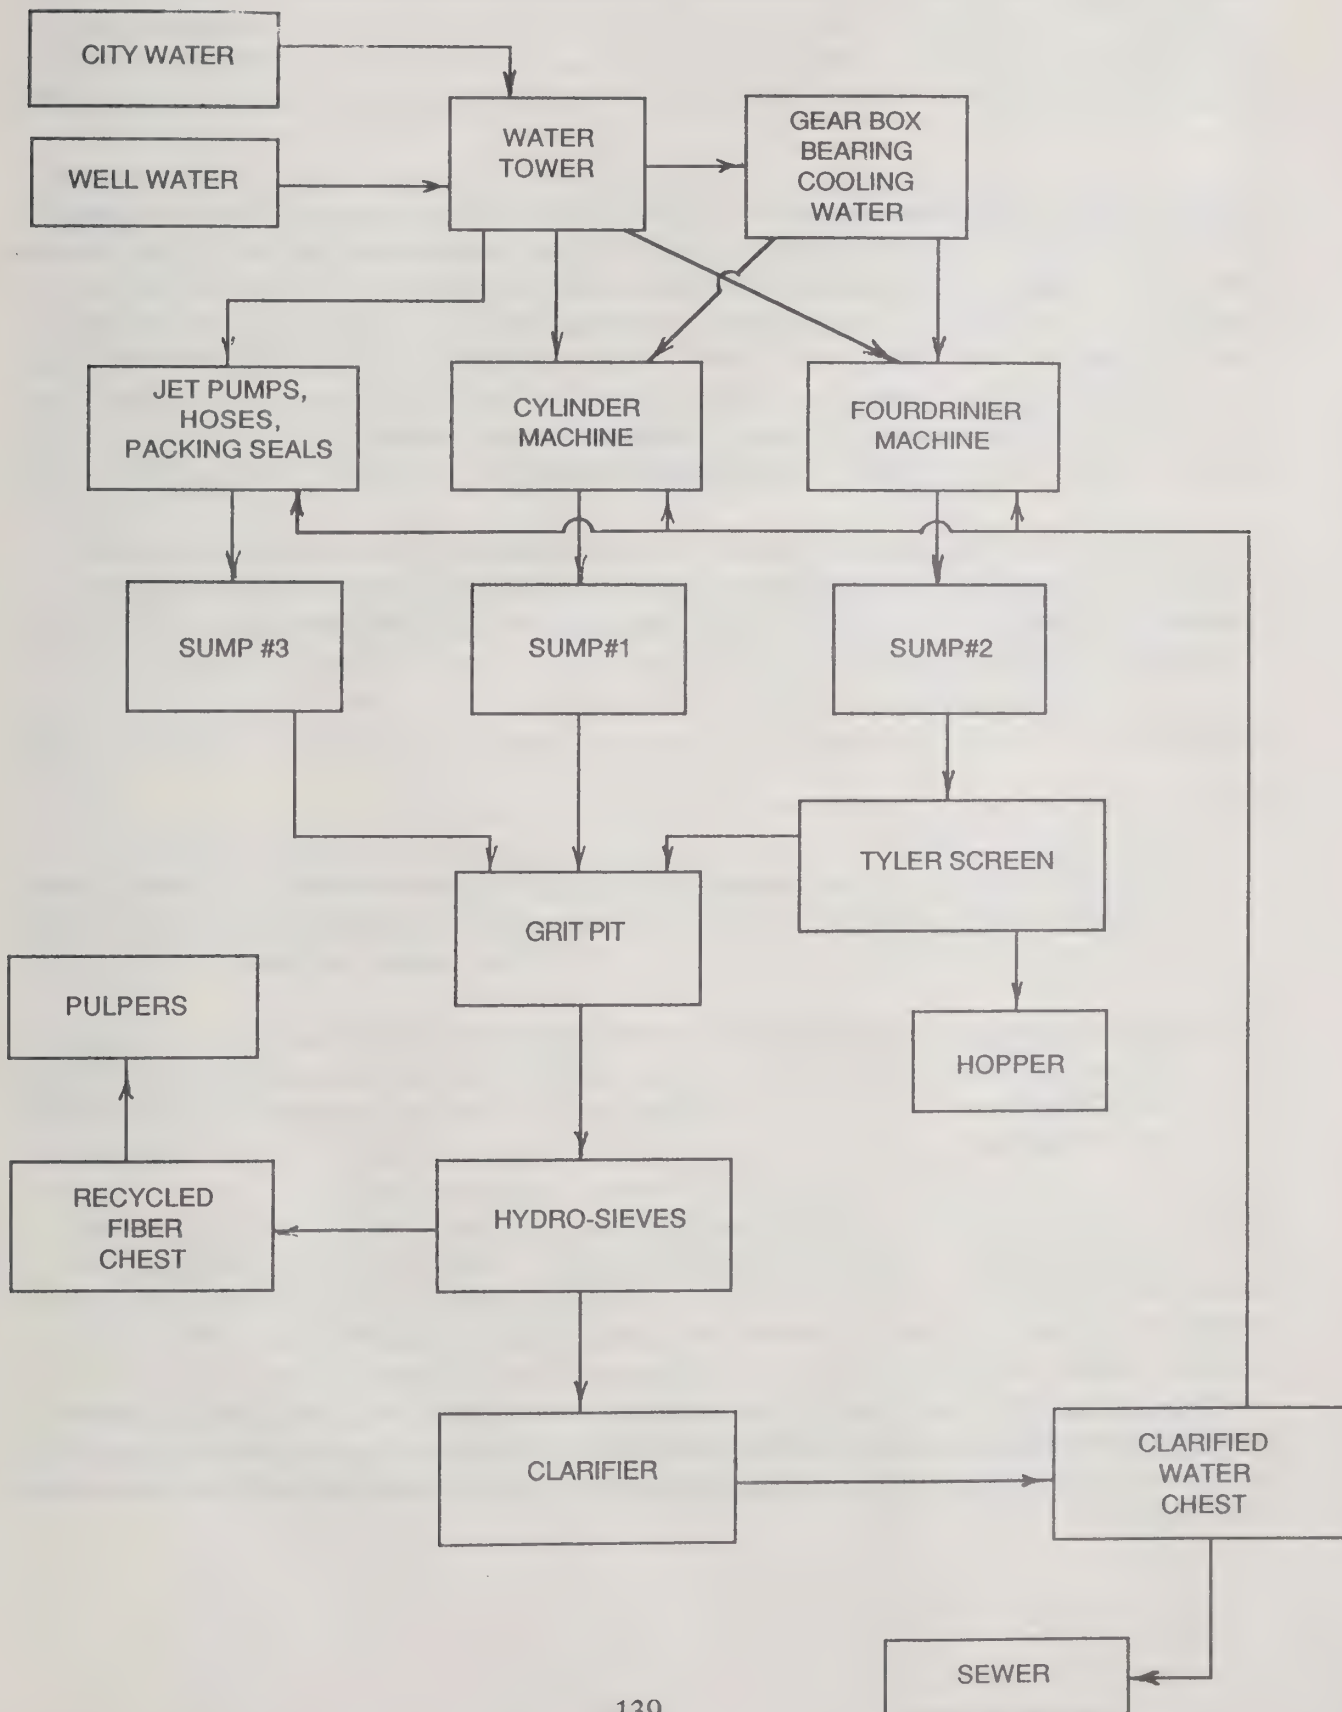 CITY WATER
WELL WATER
WATER
TOWER
GEAR BOX
BEARING
COOLING
WATER
JET PUMPS,
HOSES,
PACKING SEALS
CYLINDER
MACHINE
FOURDRINIER
MACHINE
SUMP #3
SUMP#1
SUMP#2
TYLER SCREEN
GRIT PIT
PULPERS
HOPPER
RECYCLED
FIBER
CHEST
HYDRO-SIEVES
CLARIFIER
CLARIFIED
WATER
CHEST
SEWER